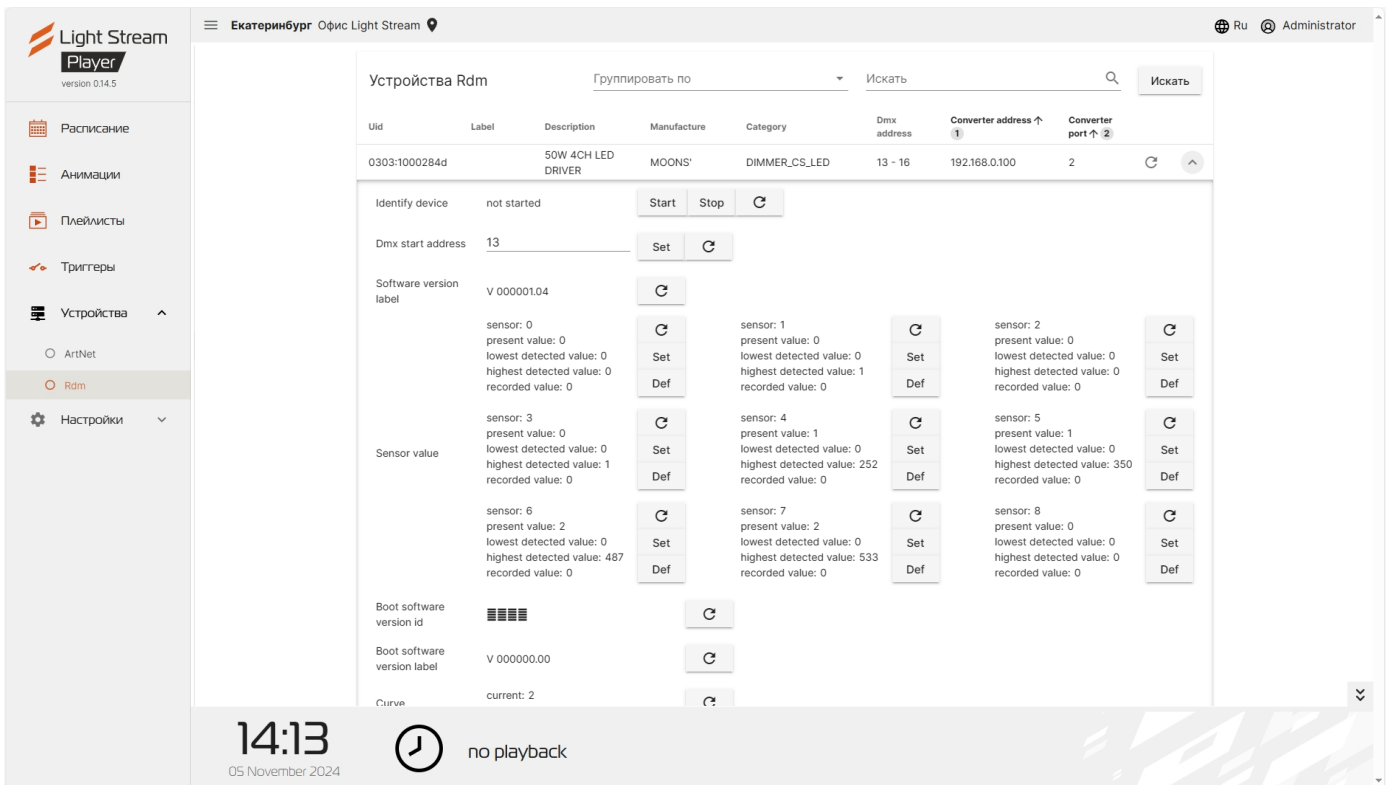 Light Stream
Player
version 0.14.5
Расписание
Анимации
Плейлисты
Триггеры
Устройства
ArtNet
Rdm
Настройки
Екатеринбург Офис Light Stream
Ru Administrator
Устройства Rdm Группировать по Искать Искать
Uid Label Description Manufacture Category Dmx address Converter address 1 Converter port 2
0303:1000284d 50W 4CH LED DRIVER MOONS' DIMMER_CS_LED 13 - 16 192.168.0.100 2
Identify device not started Start Stop
Dmx start address 13 Set
Software version label V 000001.04
Sensor value
sensor: 0
present value: 0
lowest detected value: 0 Set
highest detected value: 0
recorded value: 0 Def
sensor: 1
present value: 0
lowest detected value: 0 Set
highest detected value: 1
recorded value: 0 Def
sensor: 2
present value: 0
lowest detected value: 0 Set
highest detected value: 0
recorded value: 0 Def
sensor: 3
present value: 0
lowest detected value: 0 Set
highest detected value: 1
recorded value: 0 Def
sensor: 4
present value: 1
lowest detected value: 0 Set
highest detected value: 252
recorded value: 0 Def
sensor: 5
present value: 1
lowest detected value: 0 Set
highest detected value: 350
recorded value: 0 Def
sensor: 6
present value: 2
lowest detected value: 0 Set
highest detected value: 487
recorded value: 0 Def
sensor: 7
present value: 2
lowest detected value: 0 Set
highest detected value: 533
recorded value: 0 Def
sensor: 8
present value: 0
lowest detected value: 0 Set
highest detected value: 0
recorded value: 0 Def
Boot software version id
Boot software version label V 000000.00
Curve current: 2
14:13
05 November 2024
no playback